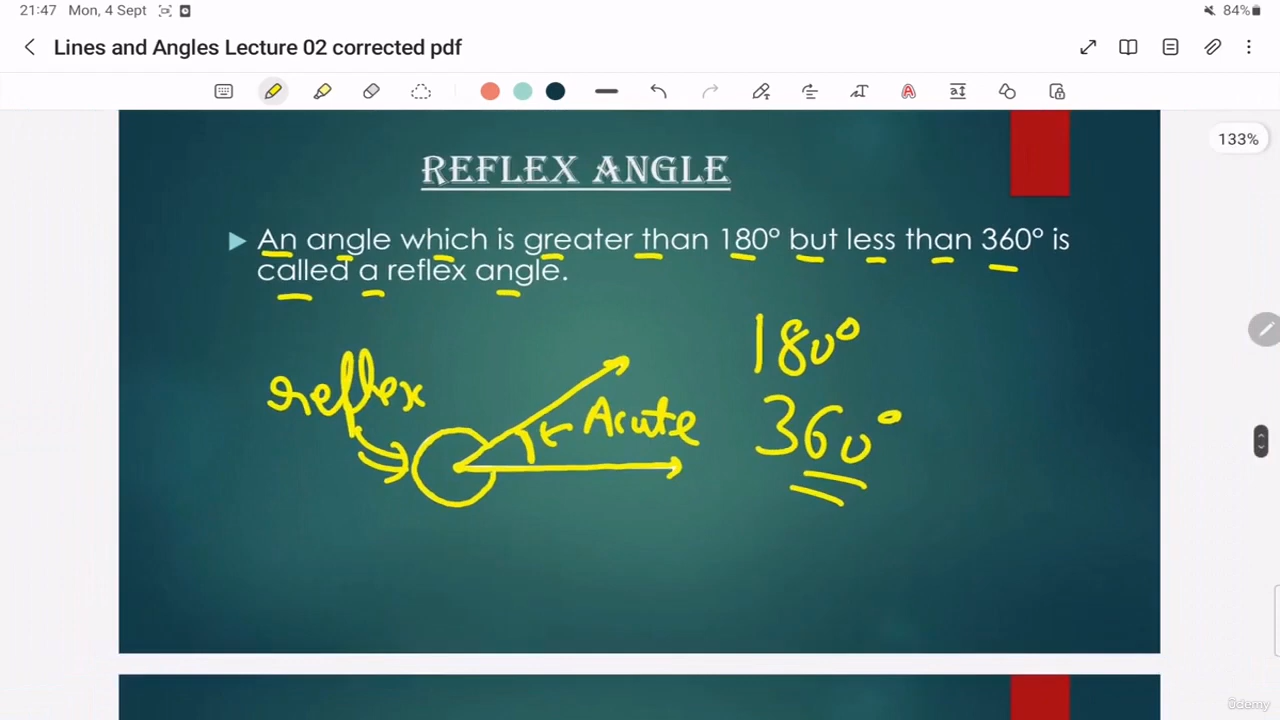 21:47 Mon, 4 Sept 84%
Lines and Angles Lecture 02 corrected pdf
133%
REFLEX ANGLE
An angle which is greater than 180° but less than 360° is
called a reflex angle.
180°
reflex
Acute
360°
Udemy